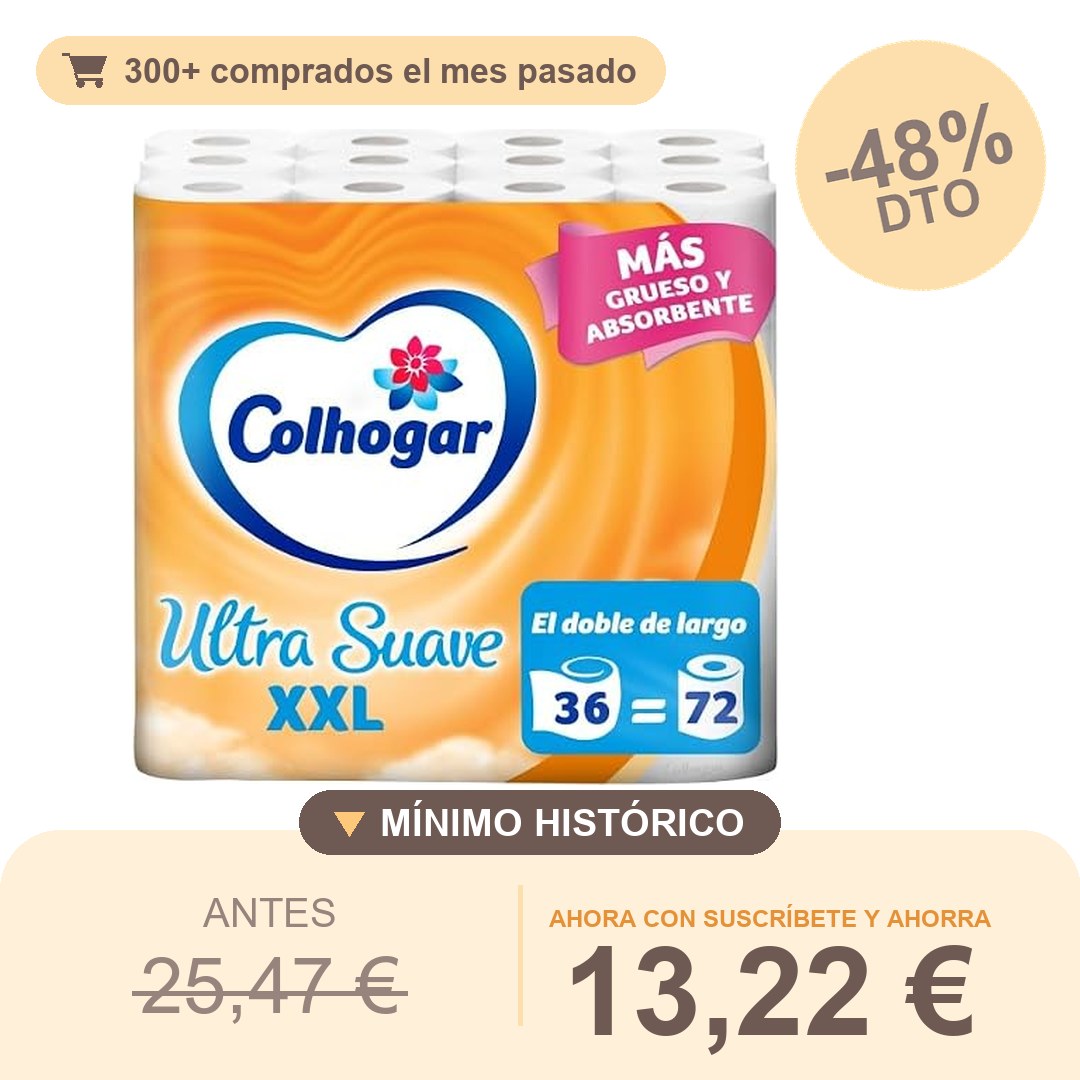 300+ comprados el mes pasado
-48%
DTO
MÁS
GRUESO Y
ABSORBENTE
Colhogar
Ultra Suave
XXL
El doble de largo
36 = 72
Colhogar
MÍNIMO HISTÓRICO
ANTES
25,47 €
AHORA CON SUSCRÍBETE Y AHORRA
13,22 €